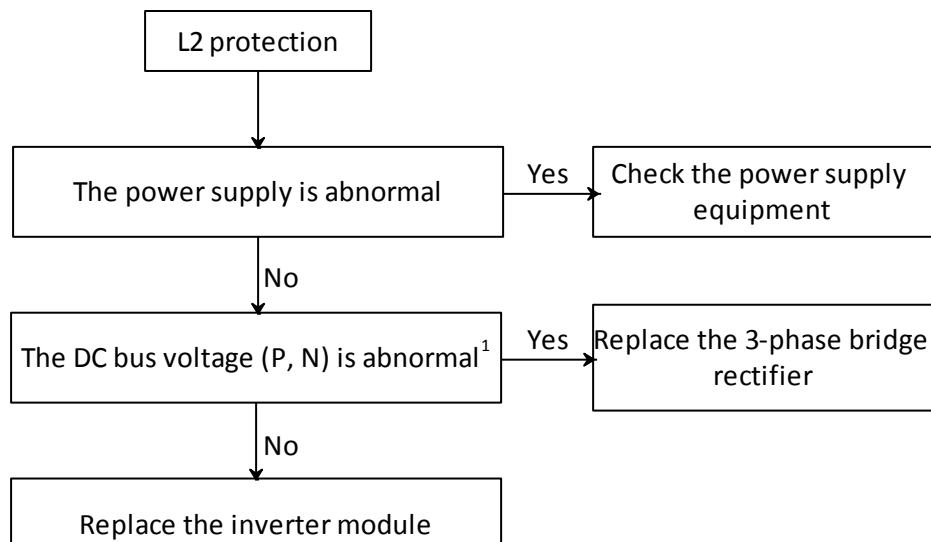 L2 protection
The power supply is abnormal
Yes
Check the power supply
equipment
No
The DC bus voltage (P, N) is abnormal¹
Yes
Replace the 3-phase bridge
rectifier
No
Replace the inverter module